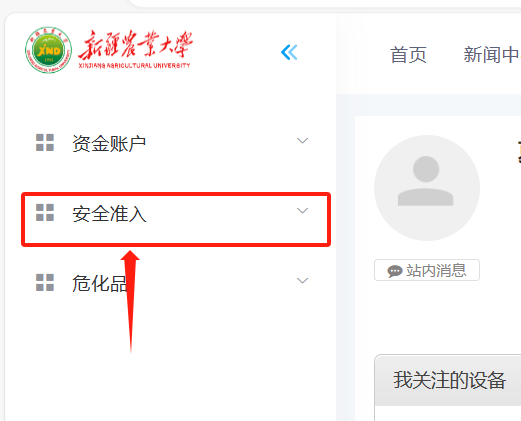 新疆农业大学
XINJIANG AGRICULTURAL UNIVERSITY
首页
新闻中
资金账户
安全准入
危化品
站内消息
我关注的设备